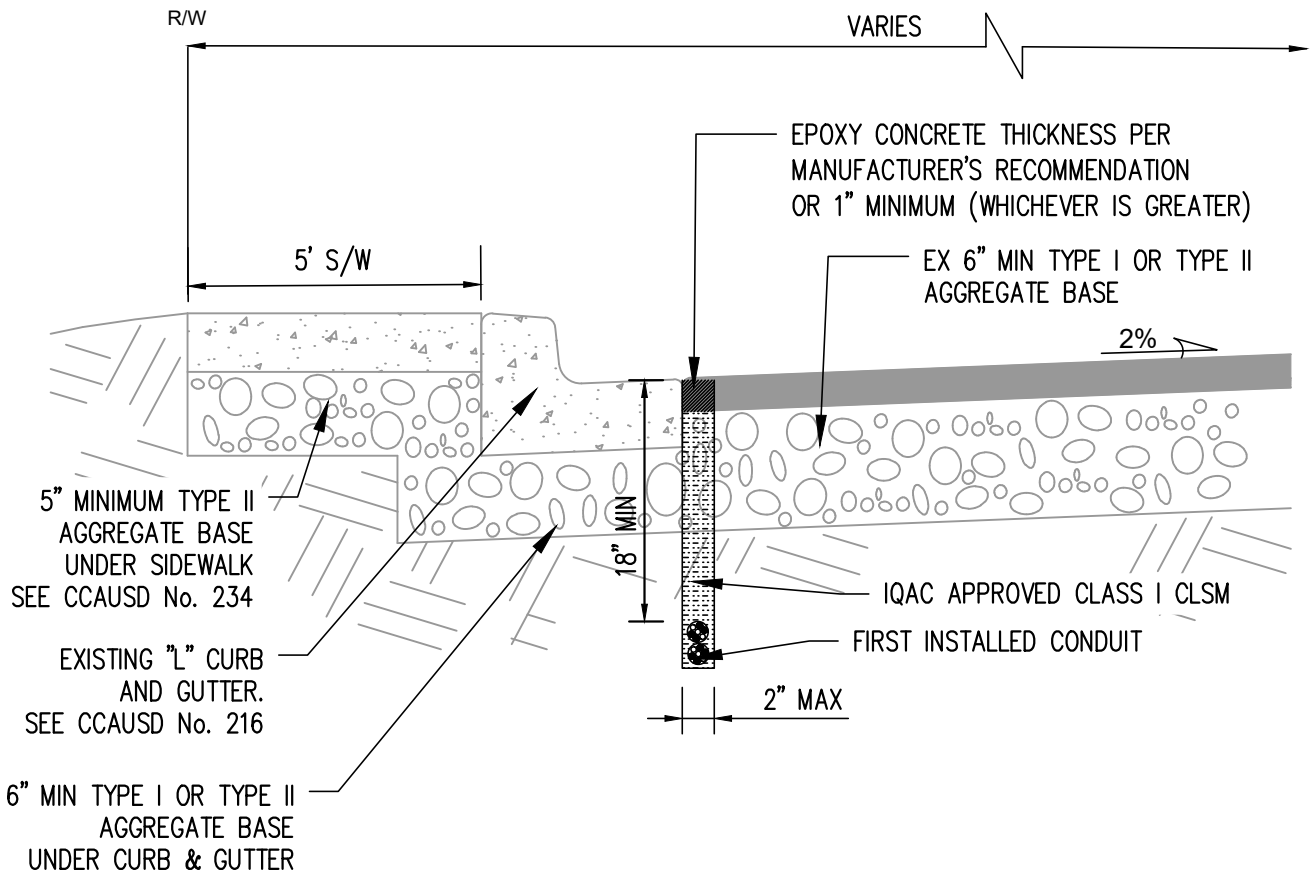 R/W
VARIES
EPOXY CONCRETE THICKNESS PER
MANUFACTURER'S RECOMMENDATION
OR 1" MINIMUM (WHICHEVER IS GREATER)
5' S/W
EX 6" MIN TYPE I OR TYPE II
AGGREGATE BASE
2%
5" MINIMUM TYPE II
AGGREGATE BASE
UNDER SIDEWALK
SEE CCAUSD No. 234
18" MIN
IQAC APPROVED CLASS I CLSM
FIRST INSTALLED CONDUIT
EXISTING "L" CURB
AND GUTTER.
SEE CCAUSD No. 216
2" MAX
6" MIN TYPE I OR TYPE II
AGGREGATE BASE
UNDER CURB & GUTTER